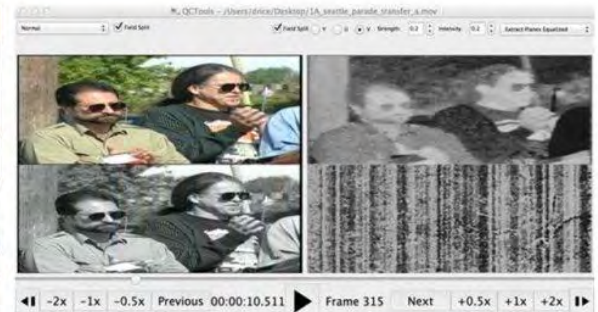 QCTools - /Users/drice/Desktop/1A_seattle_parade_transfer_a.mov
Normal Field Split Field Split Y U V Strength 0.2 Intensity 0.2 Extract Planes Equalized
-2x -1x -0.5x Previous 00:00:10.511 Frame 315 Next +0.5x +1x +2x